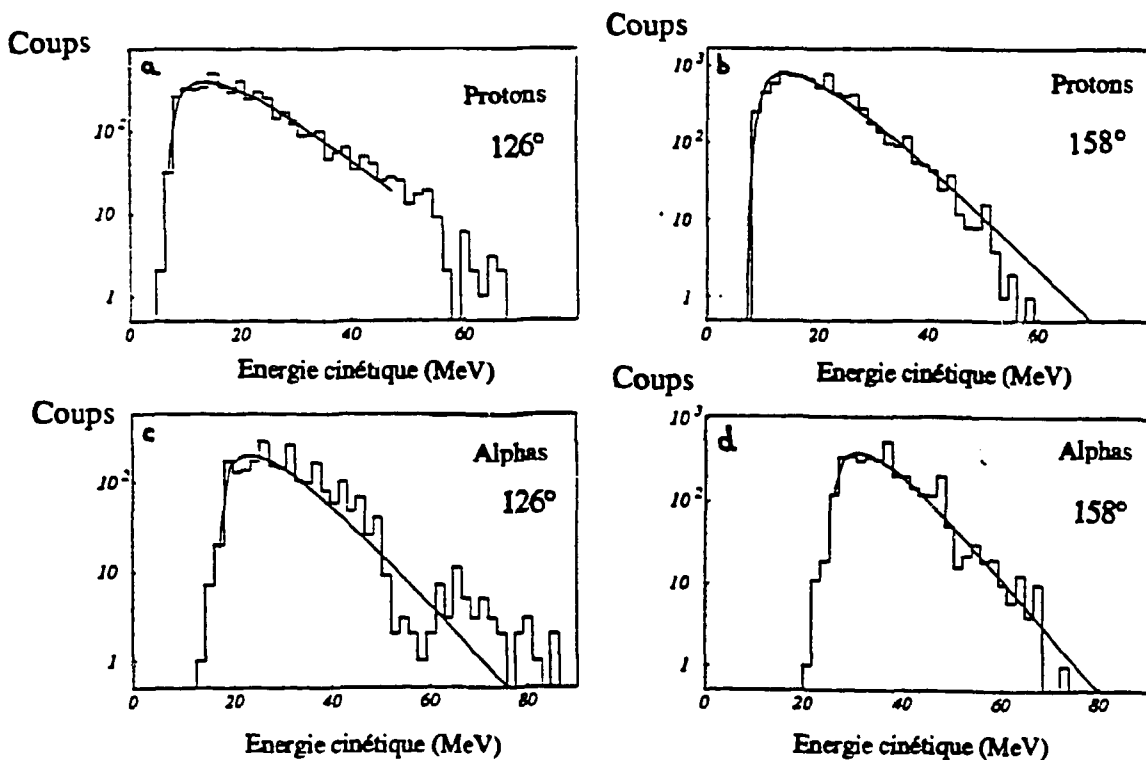 Coups
a
Protons
126°
10²
10
1
0 20 40 60
Energie cinétique (MeV)
Coups
b
Protons
158°
10³
10²
10
1
0 20 40 60
Energie cinétique (MeV)
Coups
c
Alphas
126°
10²
10
1
0 20 40 60 80
Energie cinétique (MeV)
Coups
d
Alphas
158°
10³
10²
10
1
0 20 40 60 80
Energie cinétique (MeV)